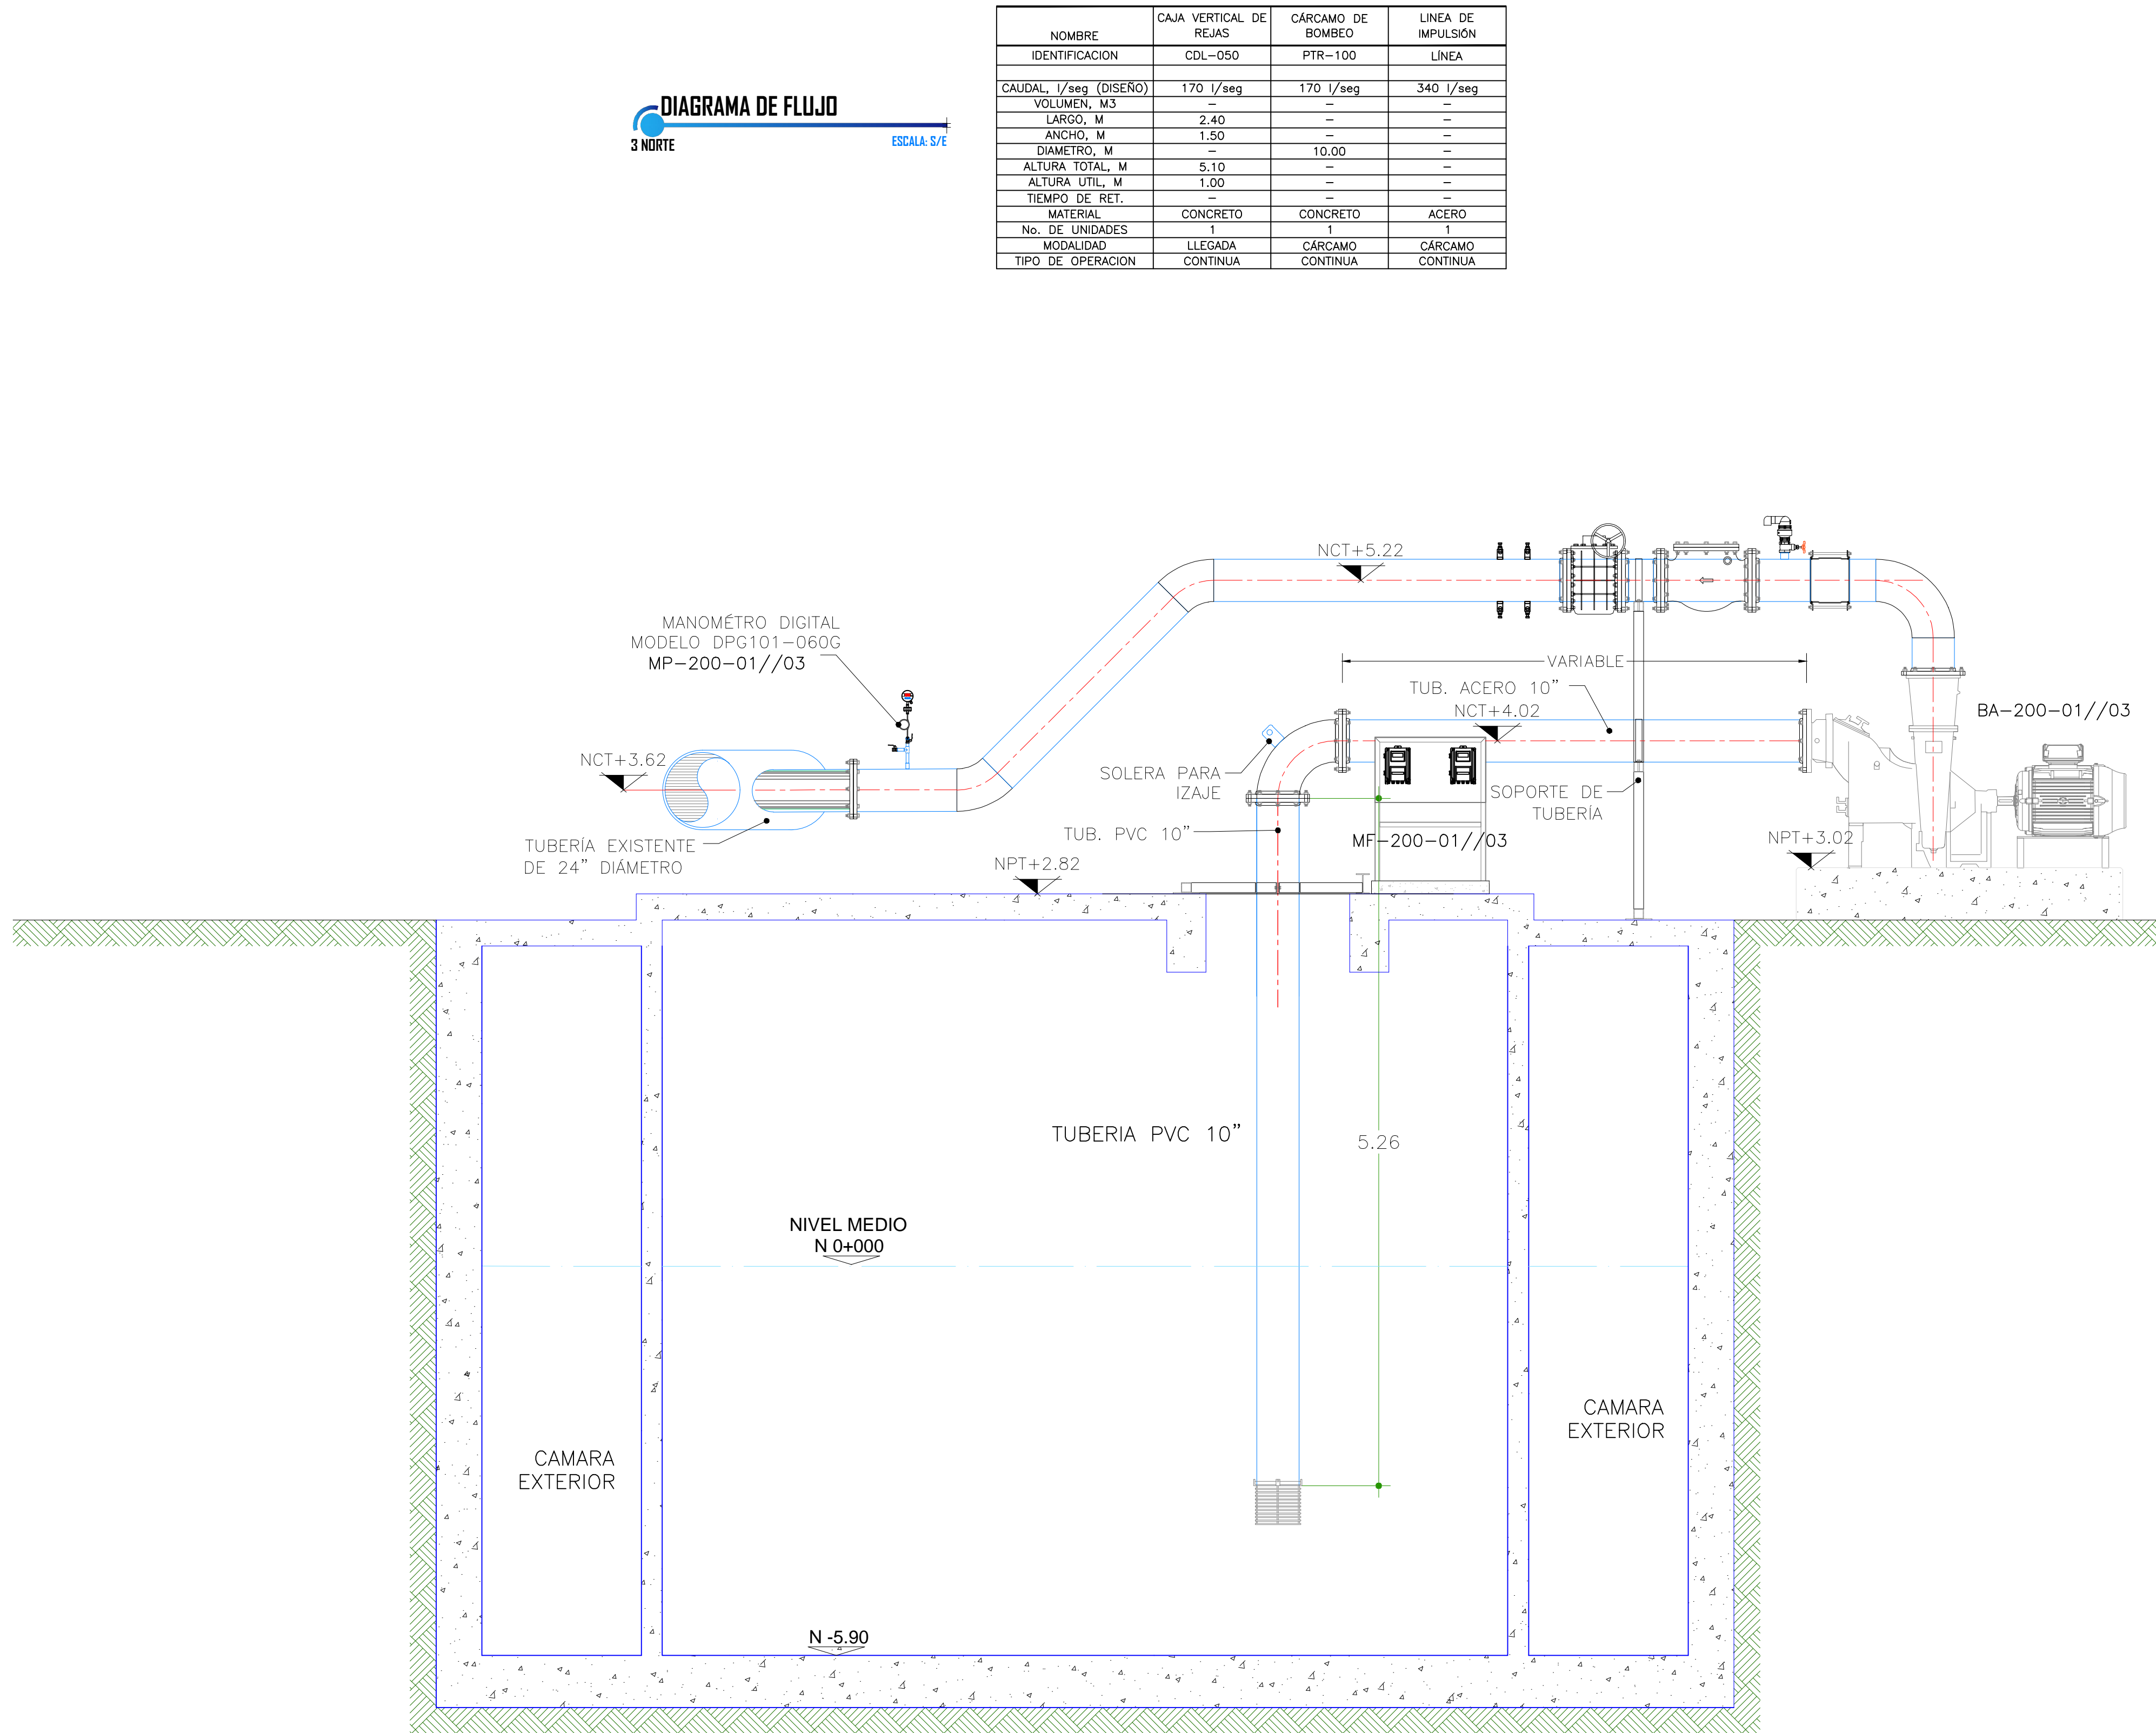 DIAGRAMA DE FLUJO
3 NORTE
ESCALA: S/E
NOMBRE CAJA VERTICAL DE REJAS CÁRCAMO DE BOMBEO LINEA DE IMPULSIÓN
IDENTIFICACION CDL-050 PTR-100 LÍNEA
CAUDAL, l/seg (DISEÑO) 170 l/seg 170 l/seg 340 l/seg
VOLUMEN, M3 - - -
LARGO, M 2.40 - -
ANCHO, M 1.50 - -
DIAMETRO, M - 10.00 -
ALTURA TOTAL, M 5.10 - -
ALTURA UTIL, M 1.00 - -
TIEMPO DE RET. - - -
MATERIAL CONCRETO CONCRETO ACERO
No. DE UNIDADES 1 1 1
MODALIDAD LLEGADA CÁRCAMO CÁRCAMO
TIPO DE OPERACION CONTINUA CONTINUA CONTINUA
NCT+5.22
MANOMÉTRO DIGITAL
MODELO DPG101-060G
MP-200-01//03
VARIABLE
TUB. ACERO 10"
NCT+4.02
BA-200-01//03
NCT+3.62
SOLERA PARA
IZAJE
SOPORTE DE
TUBERÍA
TUB. PVC 10"
MF-200-01//03
NPT+3.02
TUBERÍA EXISTENTE
DE 24" DIÁMETRO
NPT+2.82
TUBERIA PVC 10"
5.26
NIVEL MEDIO
N 0+000
CAMARA
EXTERIOR
CAMARA
EXTERIOR
N -5.90